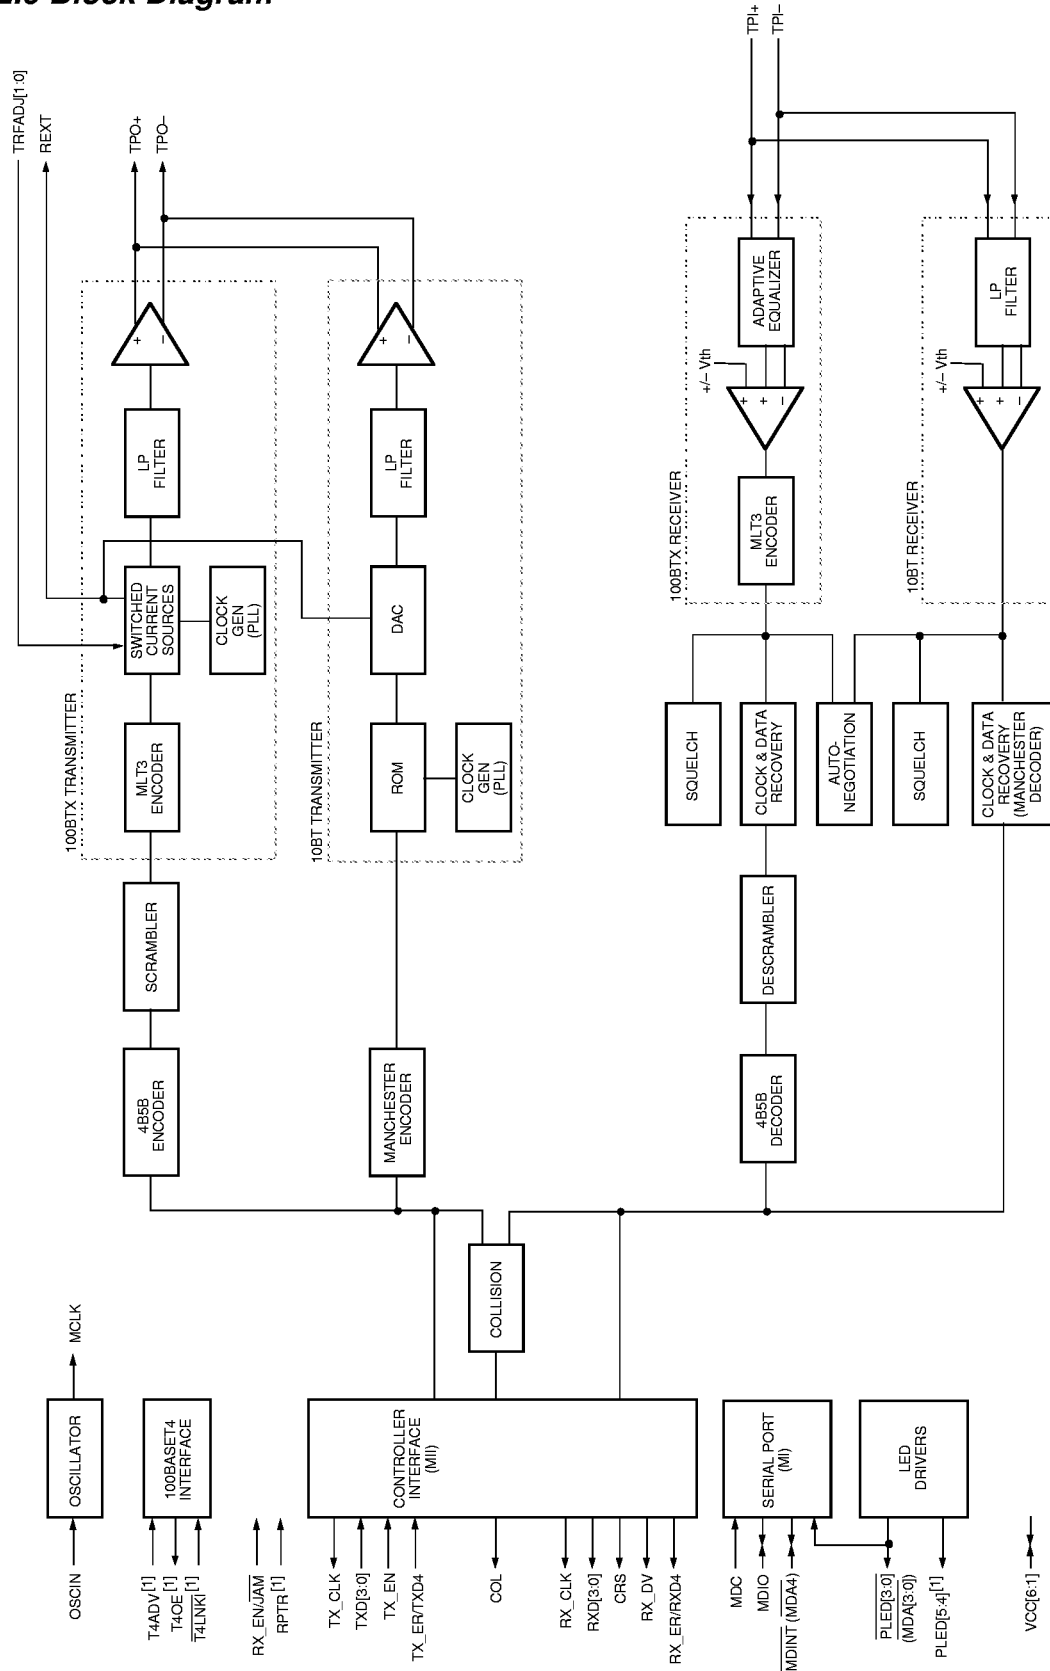 Block Diagram
TRFADJ[1:0]
REXT
TPO+
TPO–
TPI+
TPI–
+
–
+
–
LP
FILTER
LP
FILTER
SWITCHED
CURRENT
SOURCES
CLOCK
GEN
(PLL)
DAC
100BTX TRANSMITTER
MLT3
ENCODER
10BT TRANSMITTER
ROM
CLOCK
GEN
(PLL)
SCRAMBLER
4B5B
ENCODER
MANCHESTER
ENCODER
ADAPTIVE
EQUALIZER
LP
FILTER
+/– Vth
+
+
–
+/– Vth
+
+
–
100BTX RECEIVER
MLT3
ENCODER
10BT RECEIVER
SQUELCH
CLOCK & DATA
RECOVERY
AUTO-
NEGOTIATION
SQUELCH
CLOCK & DATA
RECOVERY
(MANCHESTER
DECODER)
DESCRAMBLER
4B5B
DECODER
COLLISION
MCLK
OSCILLATOR
100BASET4
INTERFACE
CONTROLLER
INTERFACE
(MII)
SERIAL PORT
(MI)
LED
DRIVERS
OSCIN
T4ADV[1]
T4OE[1]
T4LNKI[1]
RX_EN/JAM
RPTR[1]
TX_CLK
TXD[3:0]
TX_EN
TX_ER/TXD4
COL
RX_CLK
RXD[3:0]
CRS
RX_DV
RX_ER/RXD4
MDC
MDIO
MDINT (MDA4)
PLED[3:0]
(MDA[3:0])
PLED[5:4][1]
VCC[6:1]